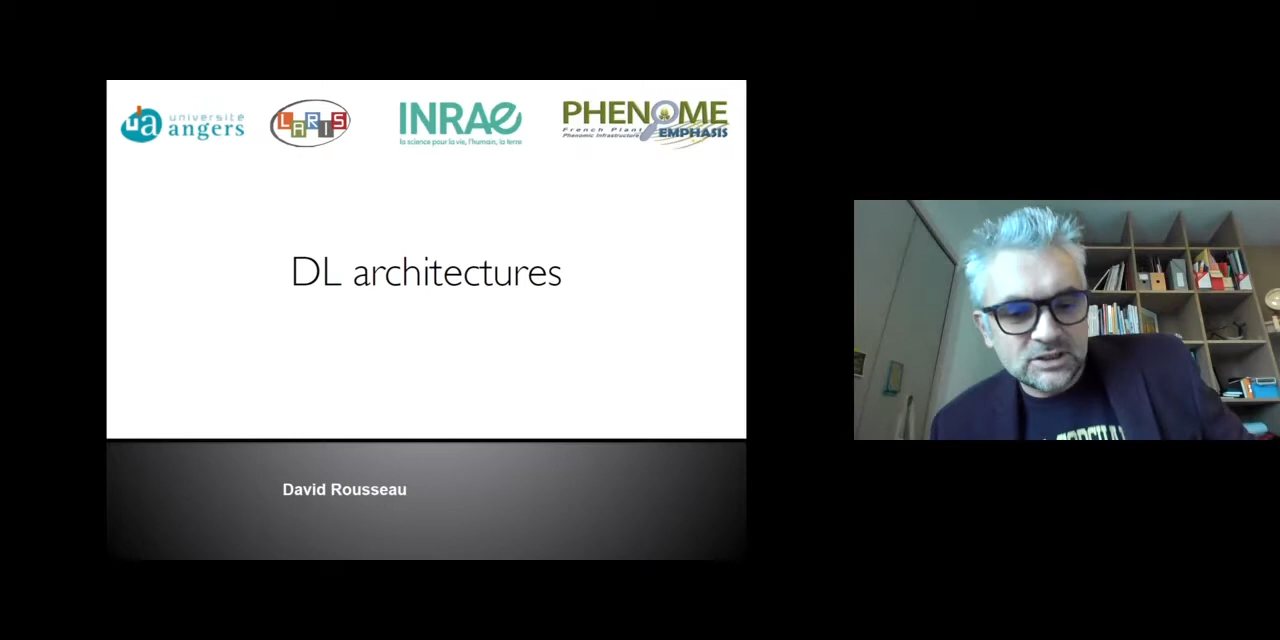 université
angers
LARIS
INRAE
la science pour la vie, l'humain, la terre
PHENOME
French Plant
Phenomic Infrastructure
EMPHASIS
DL architectures
David Rousseau